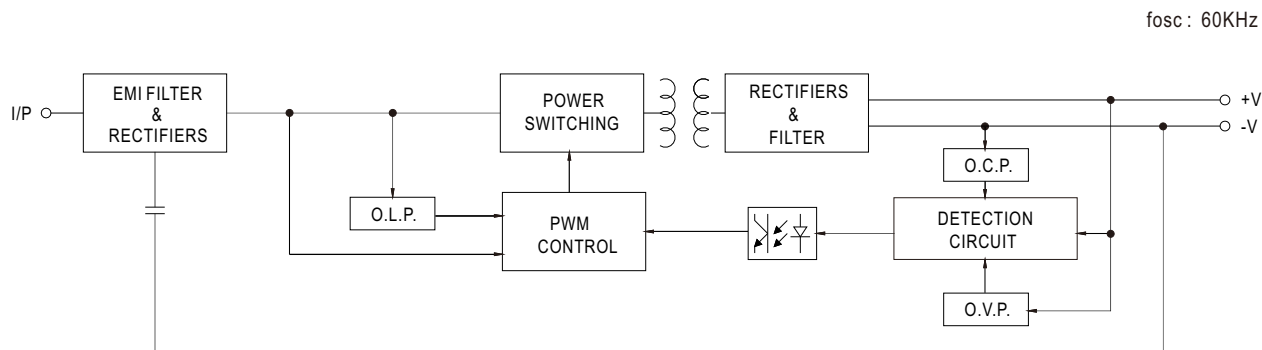 fosc : 60KHz
I/P
EMI FILTER
&
RECTIFIERS
POWER
SWITCHING
RECTIFIERS
&
FILTER
+V
-V
O.C.P.
O.L.P.
PWM
CONTROL
DETECTION
CIRCUIT
O.V.P.